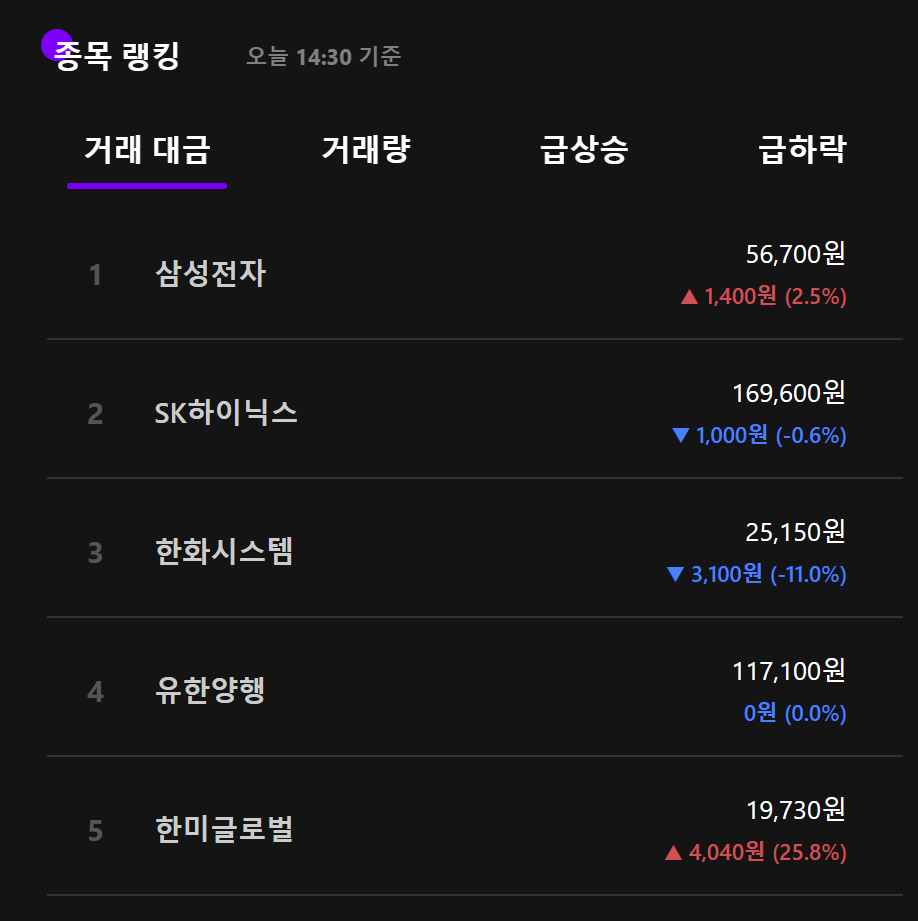 종목 랭킹 오늘 14:30 기준
거래 대금 거래량 급상승 급하락
1 삼성전자 56,700원
▲ 1,400원 (2.5%)
2 SK하이닉스 169,600원
▼ 1,000원 (-0.6%)
3 한화시스템 25,150원
▼ 3,100원 (-11.0%)
4 유한양행 117,100원
0원 (0.0%)
5 한미글로벌 19,730원
▲ 4,040원 (25.8%)